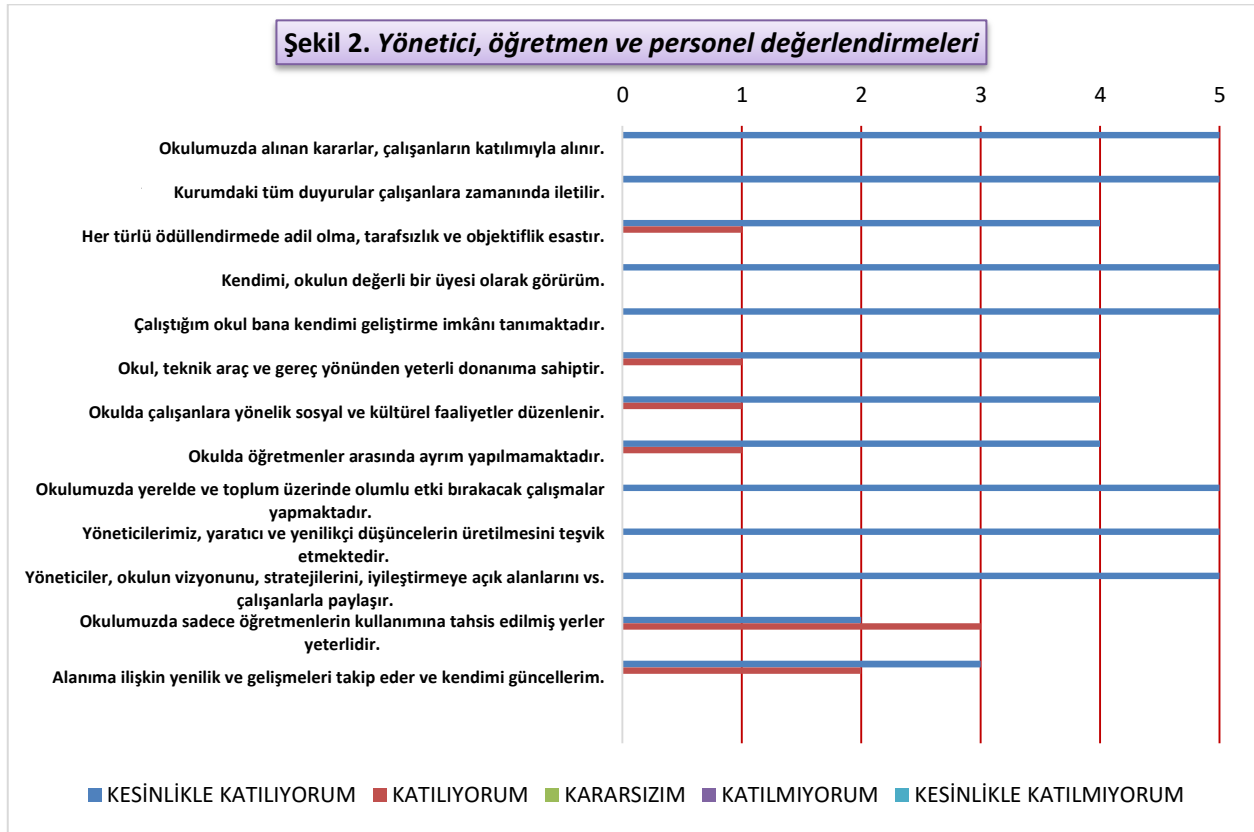 Şekil 2. Yönetici, öğretmen ve personel değerlendirmeleri
0 1 2 3 4 5
Okulumuzda alınan kararlar, çalışanların katılımıyla alınır.
Kurumdaki tüm duyurular çalışanlara zamanında iletilir.
Her türlü ödüllendirmede adil olma, tarafsızlık ve objektiflik esastır.
Kendimi, okulun değerli bir üyesi olarak görürüm.
Çalıştığım okul bana kendimi geliştirme imkânı tanımaktadır.
Okul, teknik araç ve gereç yönünden yeterli donanıma sahiptir.
Okulda çalışanlara yönelik sosyal ve kültürel faaliyetler düzenlenir.
Okulda öğretmenler arasında ayrım yapılmamaktadır.
Okulumuzda yerelde ve toplum üzerinde olumlu etki bırakacak çalışmalar
yapmaktadır.
Yöneticilerimiz, yaratıcı ve yenilikçi düşüncelerin üretilmesini teşvik
etmektedir.
Yöneticiler, okulun vizyonunu, stratejilerini, iyileştirmeye açık alanlarını vs.
çalışanlarla paylaşır.
Okulumuzda sadece öğretmenlerin kullanımına tahsis edilmiş yerler
yeterlidir.
Alanıma ilişkin yenilik ve gelişmeleri takip eder ve kendimi güncellerim.
KESİNLİKLE KATILIYORUM KATILIYORUM KARARSIZIM KATILMIYORUM KESİNLİKLE KATILMIYORUM